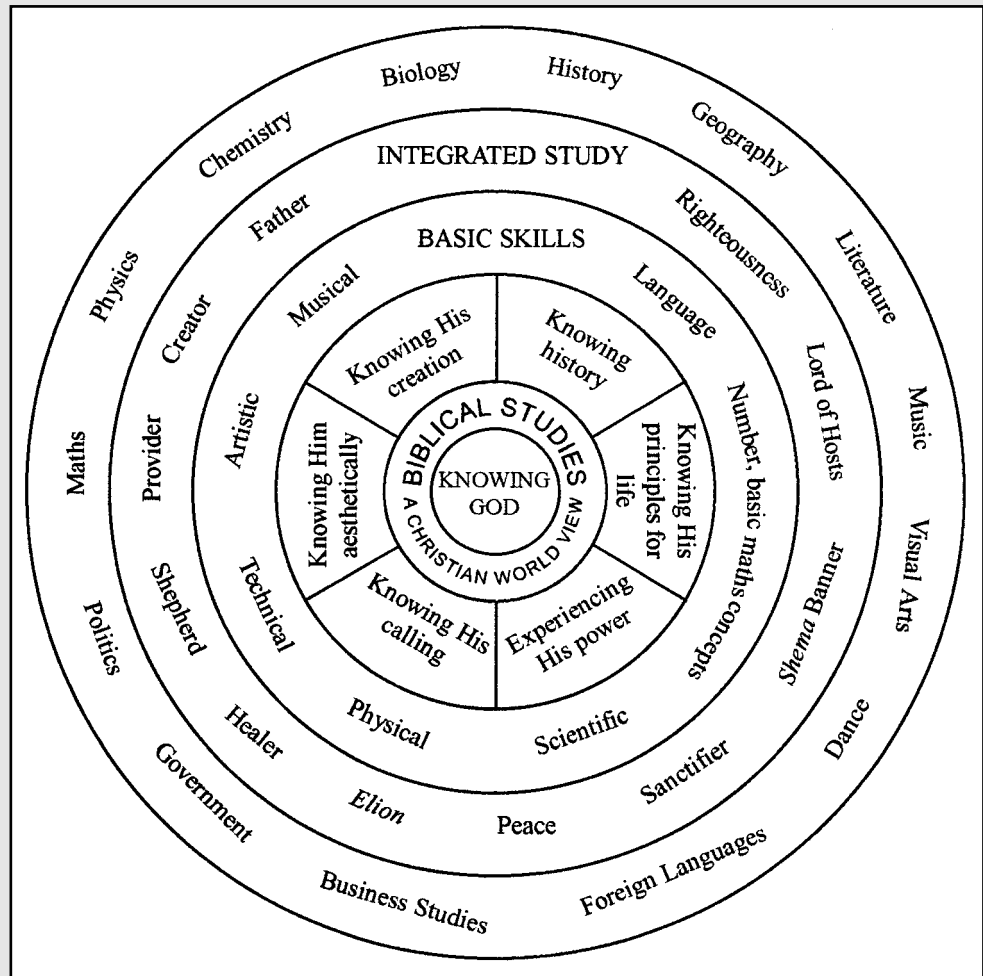 Biology
History
Geography
Literature
Music
Visual Arts
Dance
Foreign Languages
Business Studies
Government
Politics
Maths
Physics
Chemistry
INTEGRATED STUDY
Righteousness
Lord of Hosts
Shema Banner
Sanctifier
Peace
Elion
Healer
Shepherd
Provider
Creator
Father
BASIC SKILLS
Language
Number, basic maths concepts
Scientific
Physical
Technical
Artistic
Musical
Knowing His
creation
Knowing
history
Knowing His
principles for
life
Experiencing
His power
Knowing His
calling
Knowing Him
aesthetically
BIBLICAL STUDIES
A CHRISTIAN WORLD VIEW
KNOWING
GOD